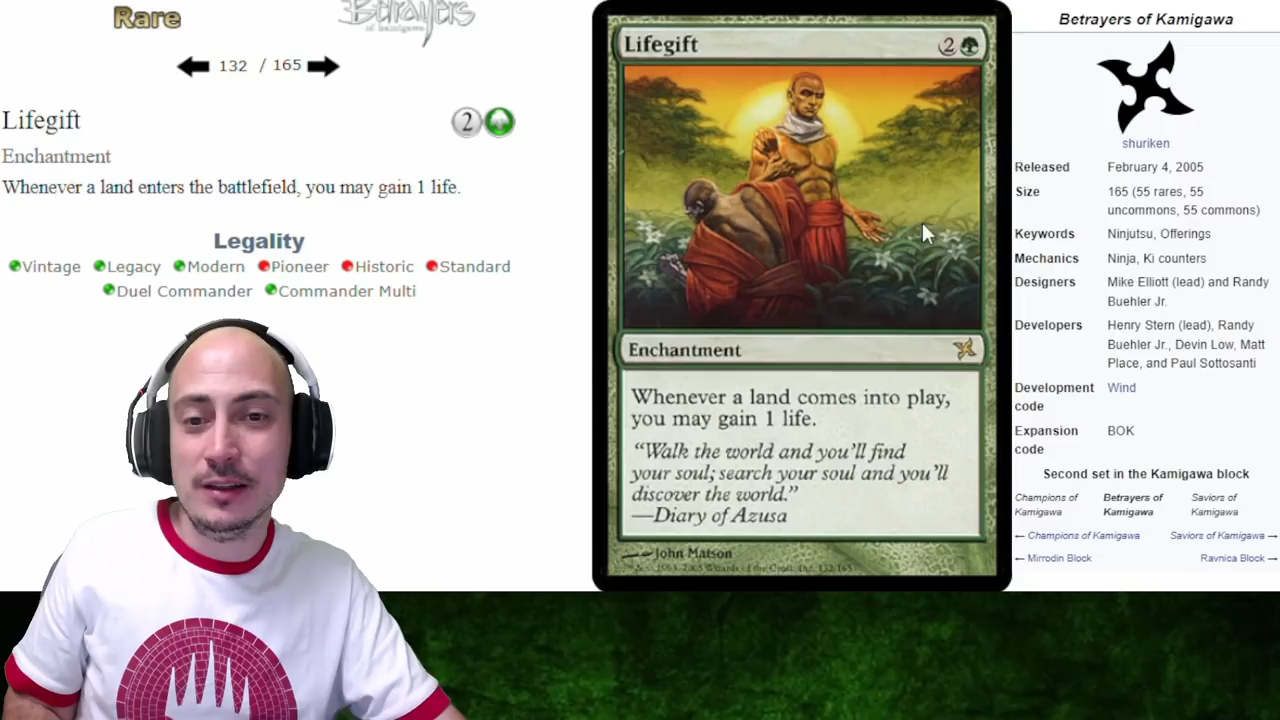 Rare
Betrayers
of kamigawa
132 / 165
Lifegift
2
Enchantment
Whenever a land enters the battlefield, you may gain 1 life.
Legality
Vintage Legacy Modern Pioneer Historic Standard
Duel Commander Commander Multi
Lifegift 2
Enchantment
Whenever a land comes into play,
you may gain 1 life.
“Walk the world and you’ll find
your soul; search your soul and you’ll
discover the world.”
—Diary of Azusa
John Matson
Betrayers of Kamigawa
shuriken
Released February 4, 2005
Size 165 (55 rares, 55
uncommons, 55 commons)
Keywords Ninjutsu, Offerings
Mechanics Ninja, Ki counters
Designers Mike Elliott (lead) and Randy
Buehler Jr.
Developers Henry Stern (lead), Randy
Buehler Jr., Devin Low, Matt
Place, and Paul Sottosanti
Development Wind
code
Expansion BOK
code
Second set in the Kamigawa block
Champions of Betrayers of Saviors of
Kamigawa Kamigawa Kamigawa
← Champions of Kamigawa Saviors of Kamigawa →
← Mirrodin Block Ravnica Block →